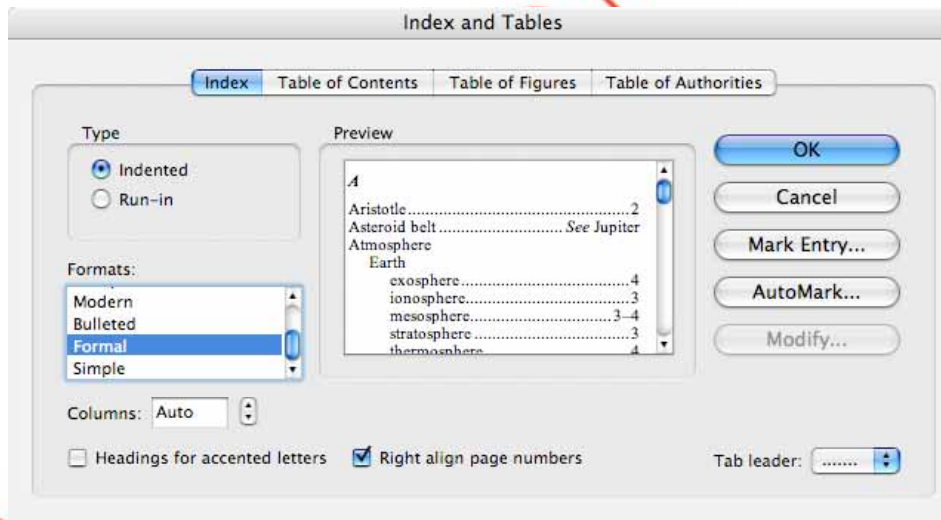 Index and Tables
Index Table of Contents Table of Figures Table of Authorities
Type
Indented
Run-in
Formats:
Modern
Bulleted
Formal
Simple
Columns: Auto
Headings for accented letters
Right align page numbers
Preview
A
Aristotle..........................................2
Asteroid belt.......................... See Jupiter
Atmosphere
Earth
exosphere.................................4
ionosphere................................3
mesosphere............................3–4
stratosphere..............................3
thermosphere 4
OK
Cancel
Mark Entry...
AutoMark...
Modify...
Tab leader: .......